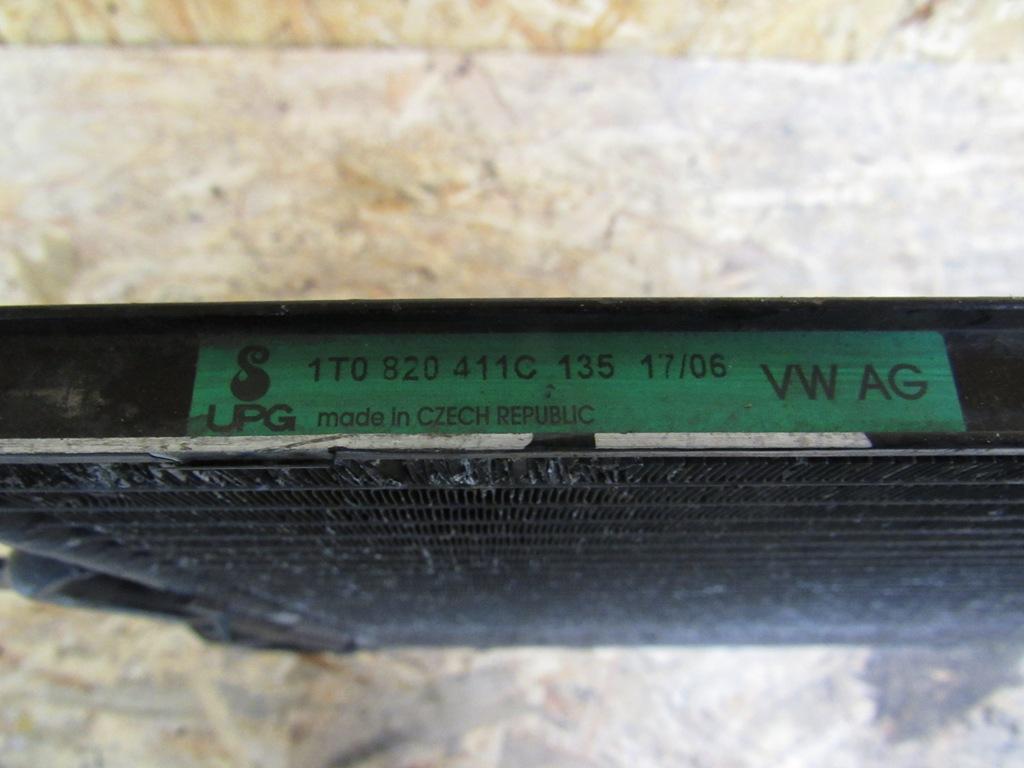 1T0 820 411C 135 17/06 VW AG
UPG made in CZECH REPUBLIC